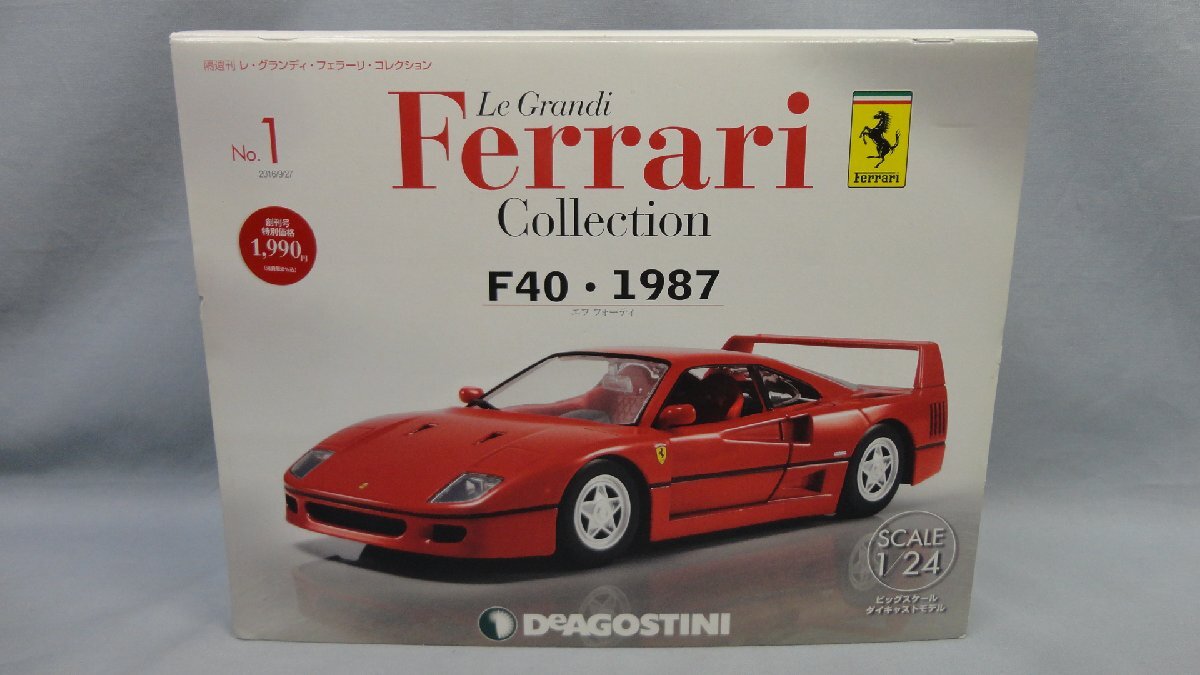 隔週刊 レ・グランディ・フェラーリ・コレクション
Le Grandi
Ferrari
Collection
No.1
2016/9/27
Ferrari
創刊号
特別価格
1,990円
F40・1987
エフ フォーティ
SCALE
1/24
ビッグスケール
ダイキャストモデル
DeAGOSTINI